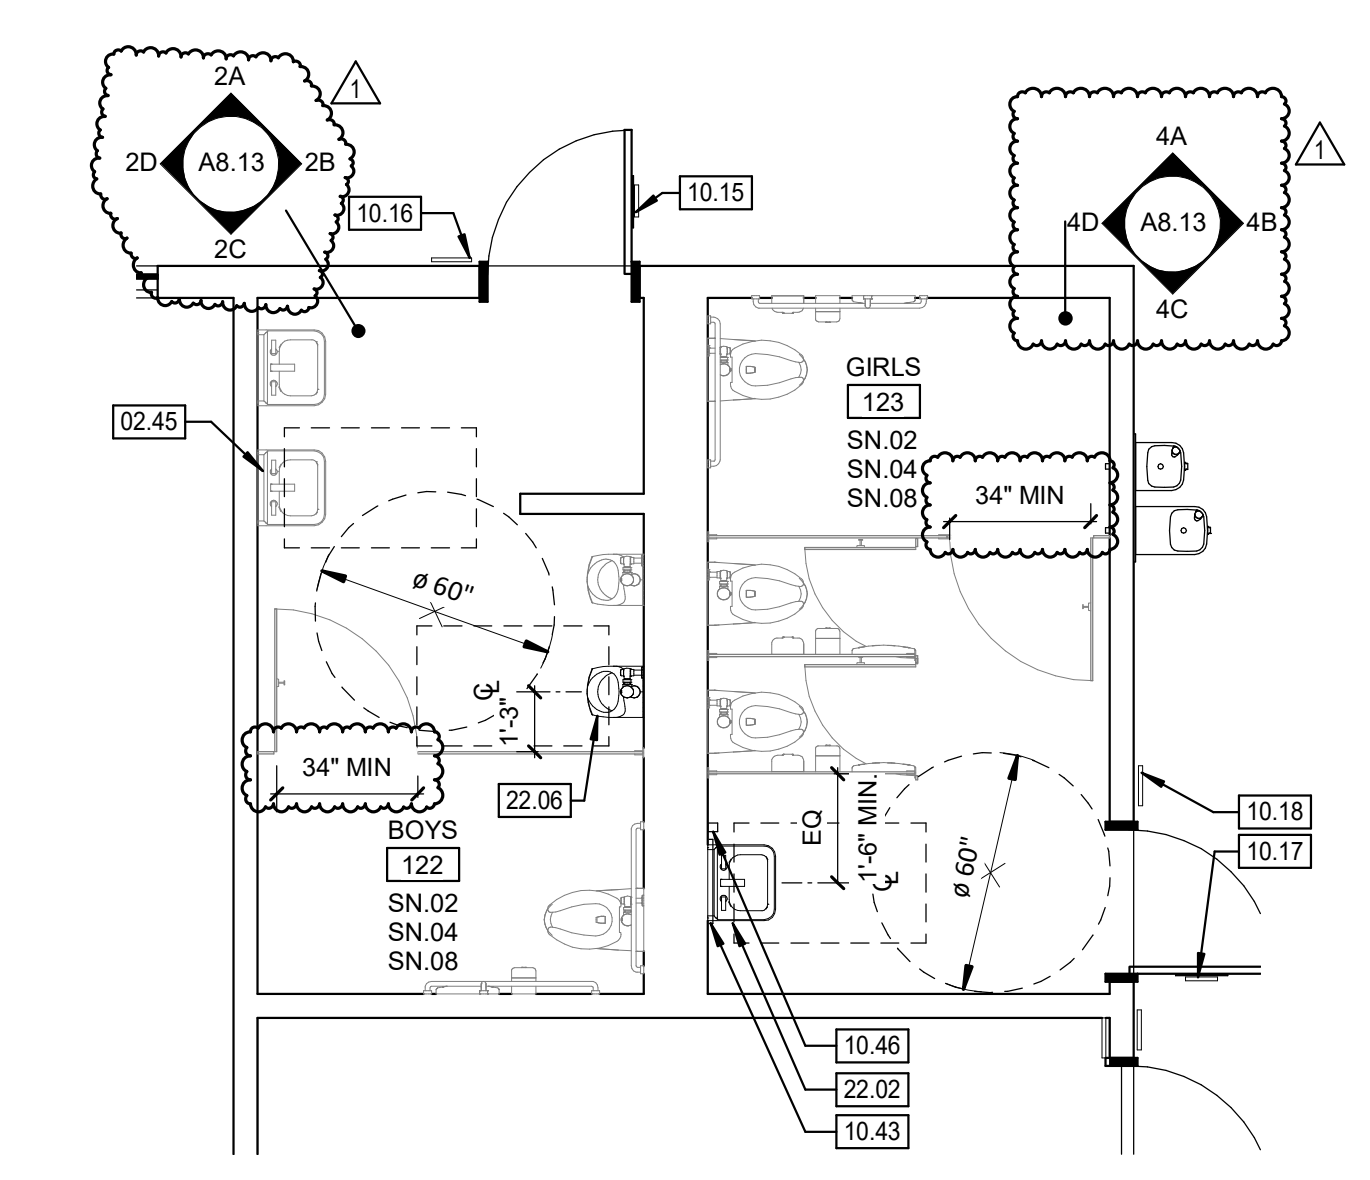 2A
2D
A8.13
2B
2C
1
10.16
10.15
4A
4D
A8.13
4B
4C
1
02.45
GIRLS
123
SN.02
SN.04
SN.08
34" MIN
ø 60"
℄
1'-3"
34" MIN
22.06
BOYS
122
SN.02
SN.04
SN.08
EQ
1'-6" MIN.
℄
ø 60"
10.18
10.17
10.46
22.02
10.43